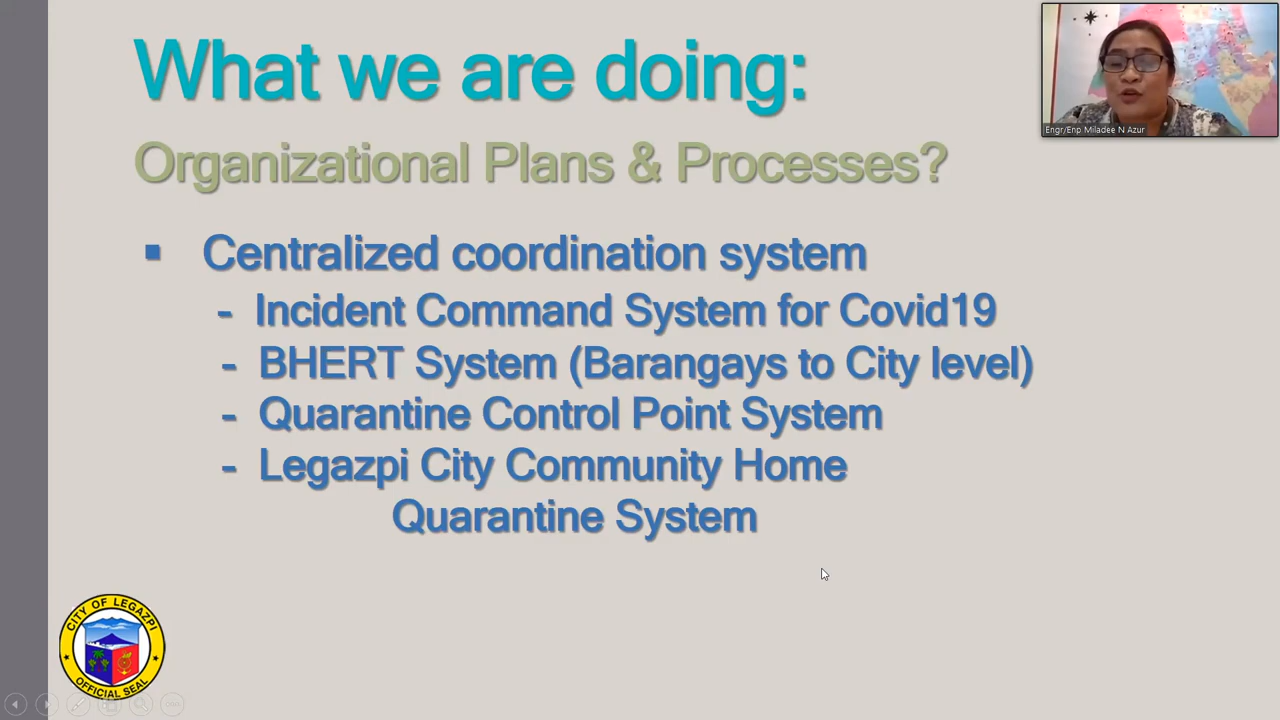 What we are doing:
Engr/Enp Miladee N Azur
Organizational Plans & Processes?
▪ Centralized coordination system
- Incident Command System for Covid19
- BHERT System (Barangays to City level)
- Quarantine Control Point System
- Legazpi City Community Home
Quarantine System
CITY OF LEGAZPI
OFFICIAL SEAL